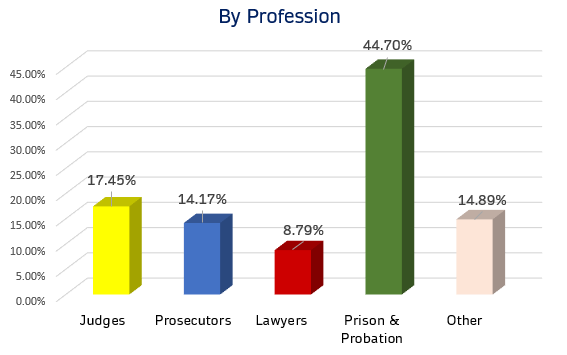 By Profession
45.00%
40.00%
35.00%
30.00%
25.00%
20.00%
15.00%
10.00%
5.00%
0.00%
17.45%
14.17%
8.79%
44.70%
14.89%
Judges
Prosecutors
Lawyers
Prison &
Probation
Other